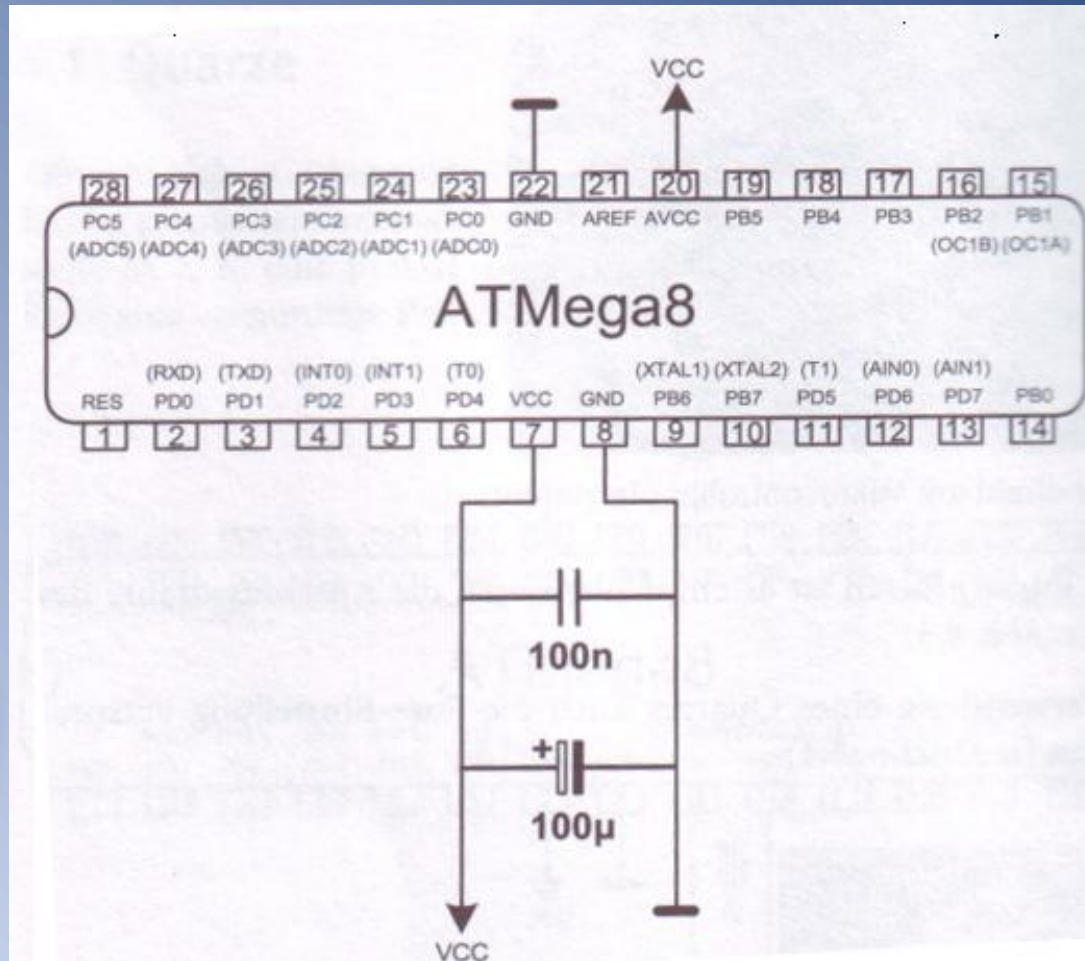 VCC
28 27 26 25 24 23 22 21 20 19 18 17 16 15
PC5 PC4 PC3 PC2 PC1 PC0 GND AREF AVCC PB5 PB4 PB3 PB2 PB1
(ADC5) (ADC4) (ADC3) (ADC2) (ADC1) (ADC0) (OC1B) (OC1A)
ATMega8
(RXD) (TXD) (INT0) (INT1) (T0) (XTAL1) (XTAL2) (T1) (AIN0) (AIN1)
RES PD0 PD1 PD2 PD3 PD4 VCC GND PB6 PB7 PD5 PD6 PD7 PB0
1 2 3 4 5 6 7 8 9 10 11 12 13 14
100n
+
100µ
VCC